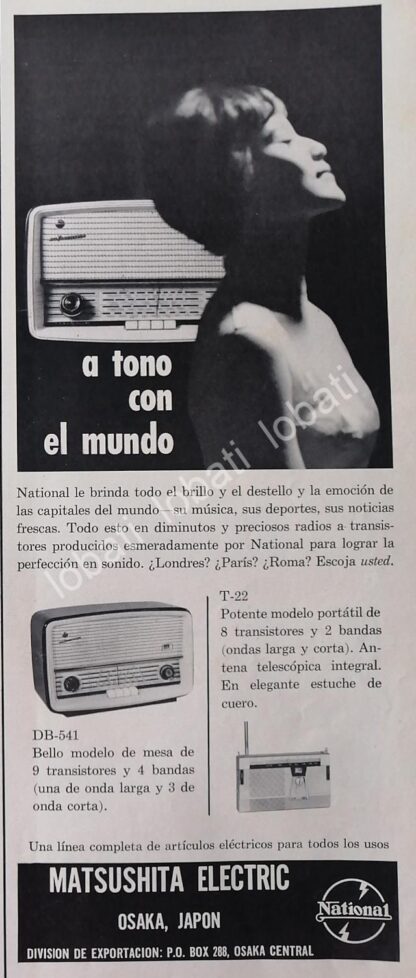 a tono
con
el mundo
National le brinda todo el brillo y el destello y la emoción de
las capitales del mundo—su música, sus deportes, sus noticias
frescas. Todo esto en diminutos y preciosos radios a transis-
tores producidos esmeradamente por National para lograr la
perfección en sonido. ¿Londres? ¿París? ¿Roma? Escoja usted.
T-22
Potente modelo portátil de
8 transistores y 2 bandas
(ondas larga y corta). An-
tena telescópica integral.
En elegante estuche de
cuero.
DB-541
Bello modelo de mesa de
9 transistores y 4 bandas
(una de onda larga y 3 de
onda corta).
Una línea completa de artículos eléctricos para todos los usos
MATSUSHITA ELECTRIC
OSAKA, JAPON
DIVISION DE EXPORTACION: P.O. BOX 288, OSAKA CENTRAL
National
lobati lobati lobati lobati